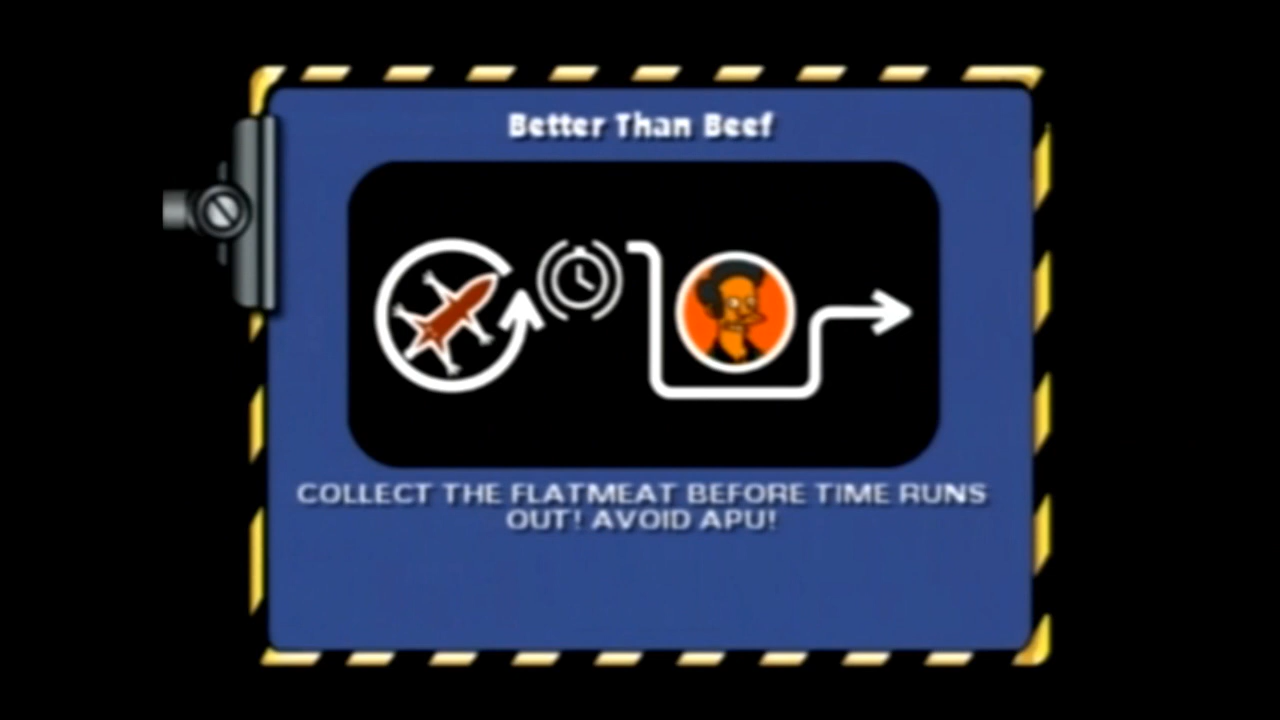 Better Than Beef
COLLECT THE FLATMEAT BEFORE TIME RUNS
OUT! AVOID APU!